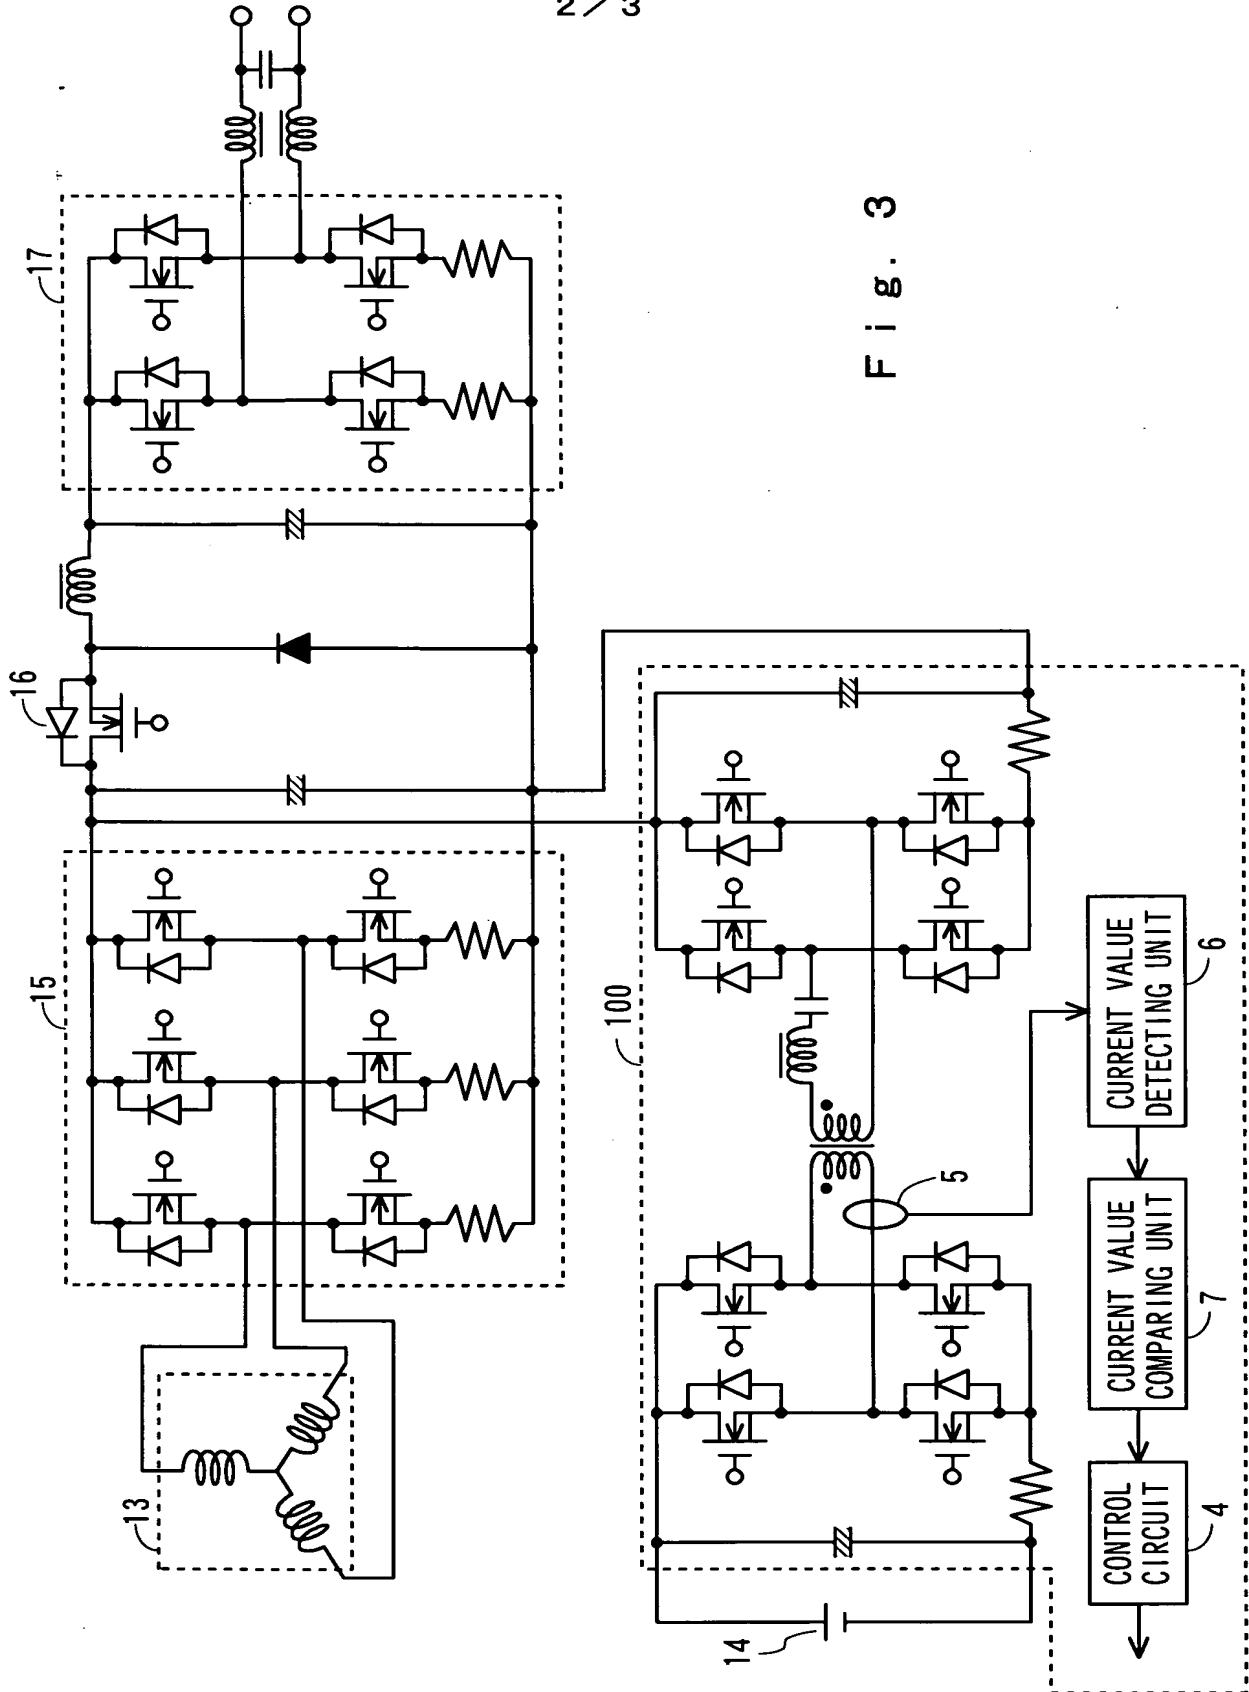 2/3
17
16
15
13
100
5
14
CURRENT VALUE
DETECTING UNIT
6
CURRENT VALUE
COMPARING UNIT
7
CONTROL
CIRCUIT
4
Fig. 3